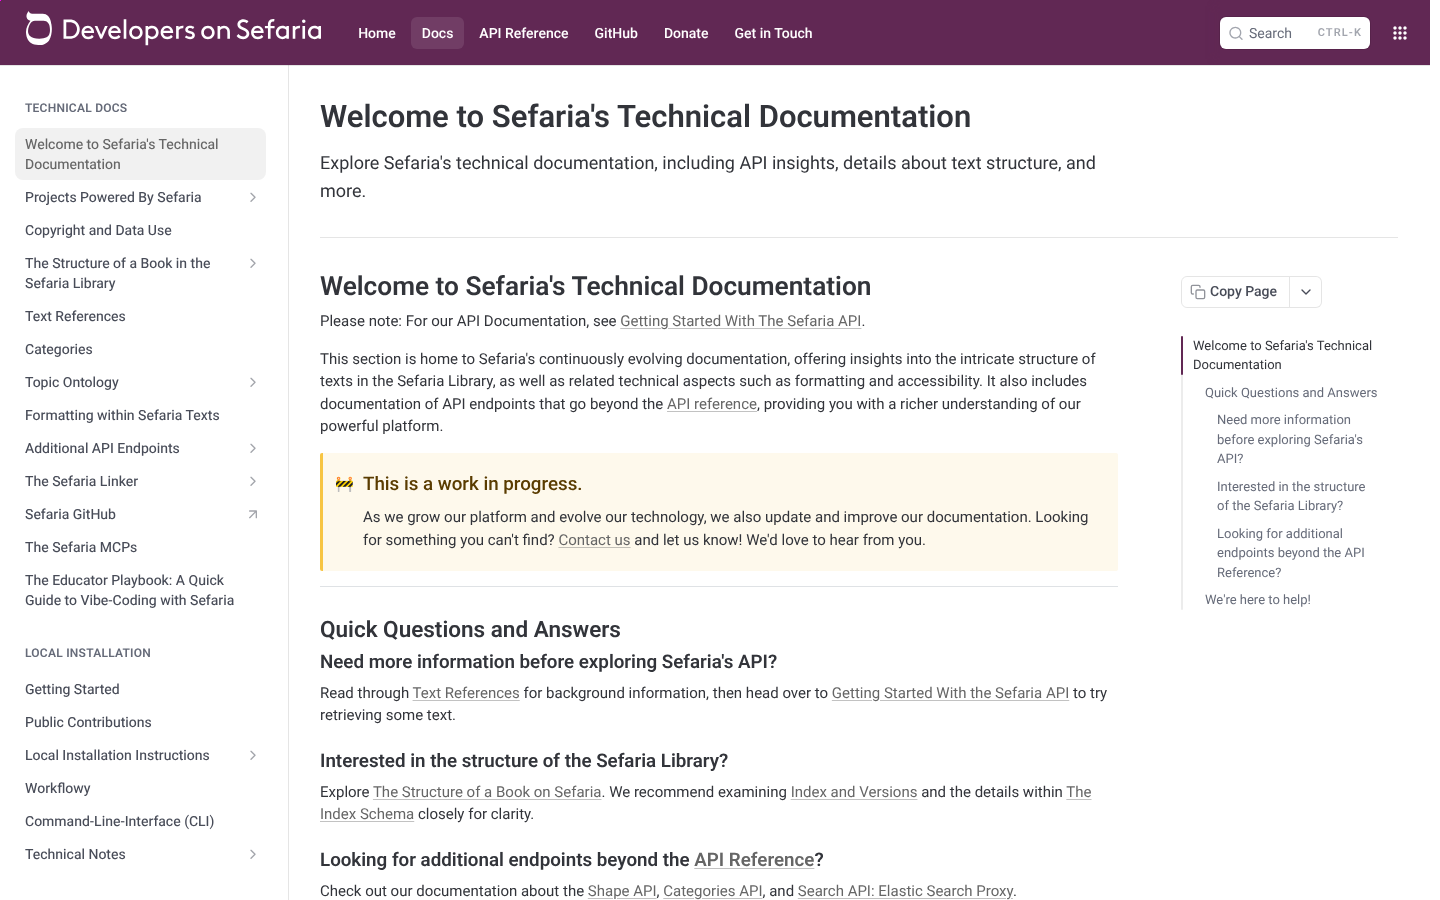 Developers on Sefaria
Home
Docs
API Reference
GitHub
Donate
Get in Touch
Search
CTRL-K
TECHNICAL DOCS
Welcome to Sefaria's Technical
Documentation
Projects Powered By Sefaria
Copyright and Data Use
The Structure of a Book in the
Sefaria Library
Text References
Categories
Topic Ontology
Formatting within Sefaria Texts
Additional API Endpoints
The Sefaria Linker
Sefaria GitHub
The Sefaria MCPs
The Educator Playbook: A Quick
Guide to Vibe-Coding with Sefaria
LOCAL INSTALLATION
Getting Started
Public Contributions
Local Installation Instructions
Workflowy
Command-Line-Interface (CLI)
Technical Notes
Welcome to Sefaria's Technical Documentation
Explore Sefaria's technical documentation, including API insights, details about text structure, and
more.
Welcome to Sefaria's Technical Documentation
Please note: For our API Documentation, see Getting Started With The Sefaria API.
This section is home to Sefaria's continuously evolving documentation, offering insights into the intricate structure of
texts in the Sefaria Library, as well as related technical aspects such as formatting and accessibility. It also includes
documentation of API endpoints that go beyond the API reference, providing you with a richer understanding of our
powerful platform.
🚧 This is a work in progress.
As we grow our platform and evolve our technology, we also update and improve our documentation. Looking
for something you can't find? Contact us and let us know! We'd love to hear from you.
Quick Questions and Answers
Need more information before exploring Sefaria's API?
Read through Text References for background information, then head over to Getting Started With the Sefaria API to try
retrieving some text.
Interested in the structure of the Sefaria Library?
Explore The Structure of a Book on Sefaria. We recommend examining Index and Versions and the details within The
Index Schema closely for clarity.
Looking for additional endpoints beyond the API Reference?
Check out our documentation about the Shape API, Categories API, and Search API: Elastic Search Proxy.
Copy Page
Welcome to Sefaria's Technical
Documentation
Quick Questions and Answers
Need more information
before exploring Sefaria's
API?
Interested in the structure
of the Sefaria Library?
Looking for additional
endpoints beyond the API
Reference?
We're here to help!